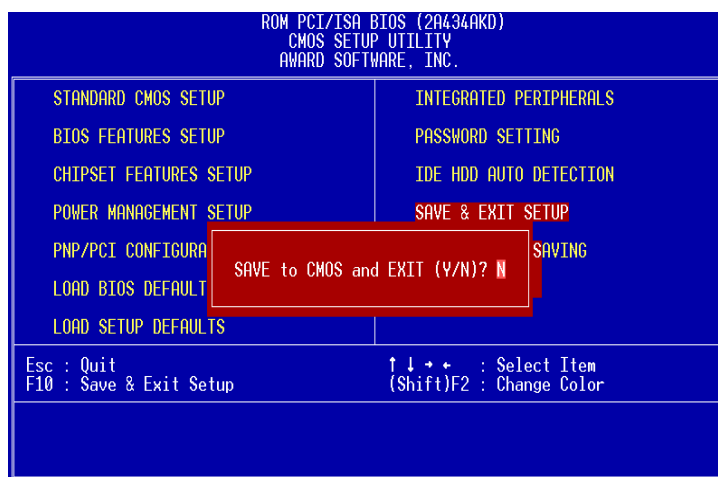 ROM PCI/ISA BIOS (2A434AKD)
CMOS SETUP UTILITY
AWARD SOFTWARE, INC.
STANDARD CMOS SETUP
BIOS FEATURES SETUP
CHIPSET FEATURES SETUP
POWER MANAGEMENT SETUP
PNP/PCI CONFIGURA
LOAD BIOS DEFAULT
LOAD SETUP DEFAULTS
INTEGRATED PERIPHERALS
PASSWORD SETTING
IDE HDD AUTO DETECTION
SAVE & EXIT SETUP
SAVING
SAVE to CMOS and EXIT (Y/N)? N
Esc : Quit
F10 : Save & Exit Setup
↑ ↓ → ← : Select Item
(Shift)F2 : Change Color